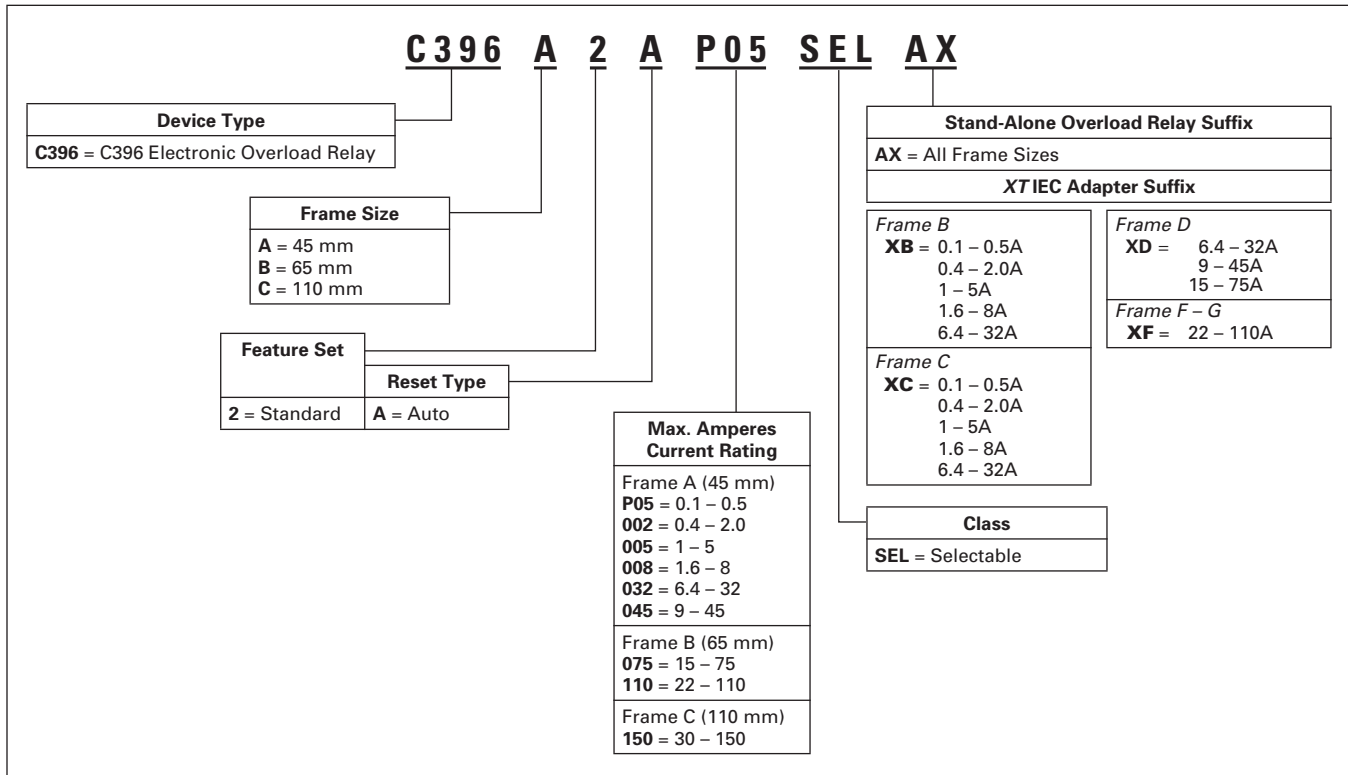 C396 A 2 A P05 SEL AX
Device Type
C396 = C396 Electronic Overload Relay
Frame Size
A = 45 mm
B = 65 mm
C = 110 mm
Feature Set
2 = Standard
Reset Type
A = Auto
Max. Amperes
Current Rating
Frame A (45 mm)
P05 = 0.1 – 0.5
002 = 0.4 – 2.0
005 = 1 – 5
008 = 1.6 – 8
032 = 6.4 – 32
045 = 9 – 45
Frame B (65 mm)
075 = 15 – 75
110 = 22 – 110
Frame C (110 mm)
150 = 30 – 150
Stand-Alone Overload Relay Suffix
AX = All Frame Sizes
XT IEC Adapter Suffix
Frame B
XB = 0.1 – 0.5A
0.4 – 2.0A
1 – 5A
1.6 – 8A
6.4 – 32A
Frame C
XC = 0.1 – 0.5A
0.4 – 2.0A
1 – 5A
1.6 – 8A
6.4 – 32A
Frame D
XD = 6.4 – 32A
9 – 45A
15 – 75A
Frame F – G
XF = 22 – 110A
Class
SEL = Selectable